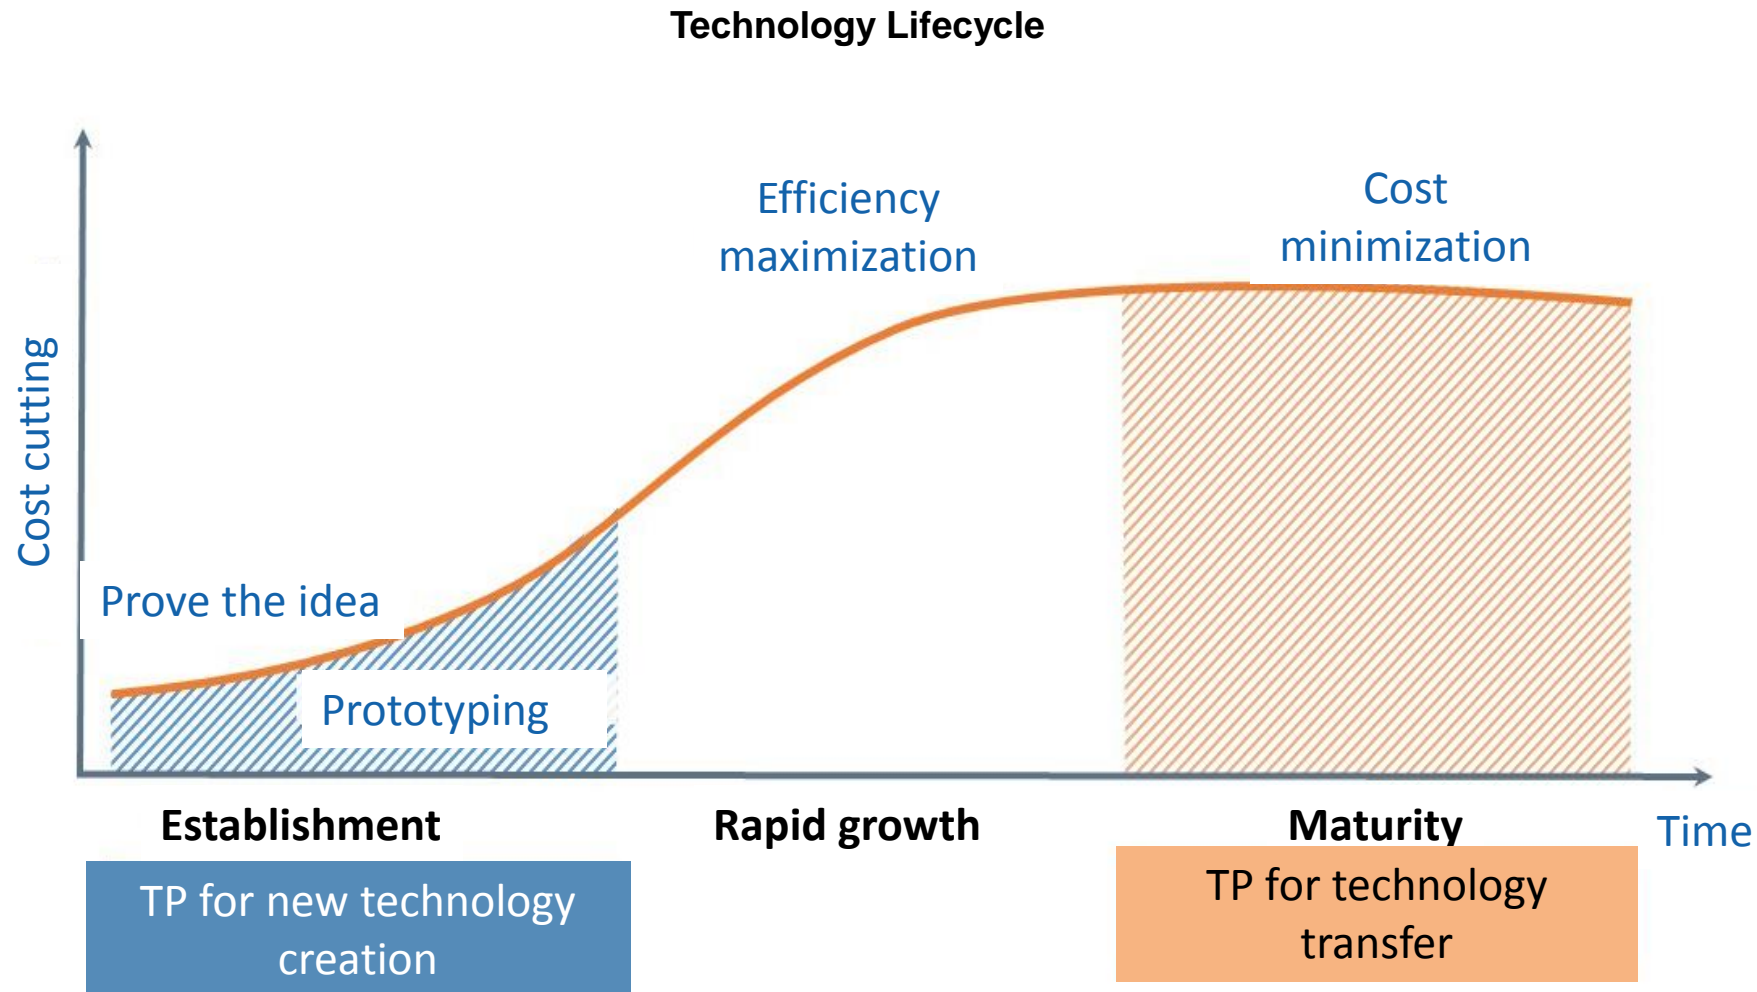 Technology Lifecycle
Efficiency
maximization
Cost
minimization
Cost cutting
Prove the idea
Prototyping
Establishment
Rapid growth
Maturity
Time
TP for new technology
creation
TP for technology
transfer